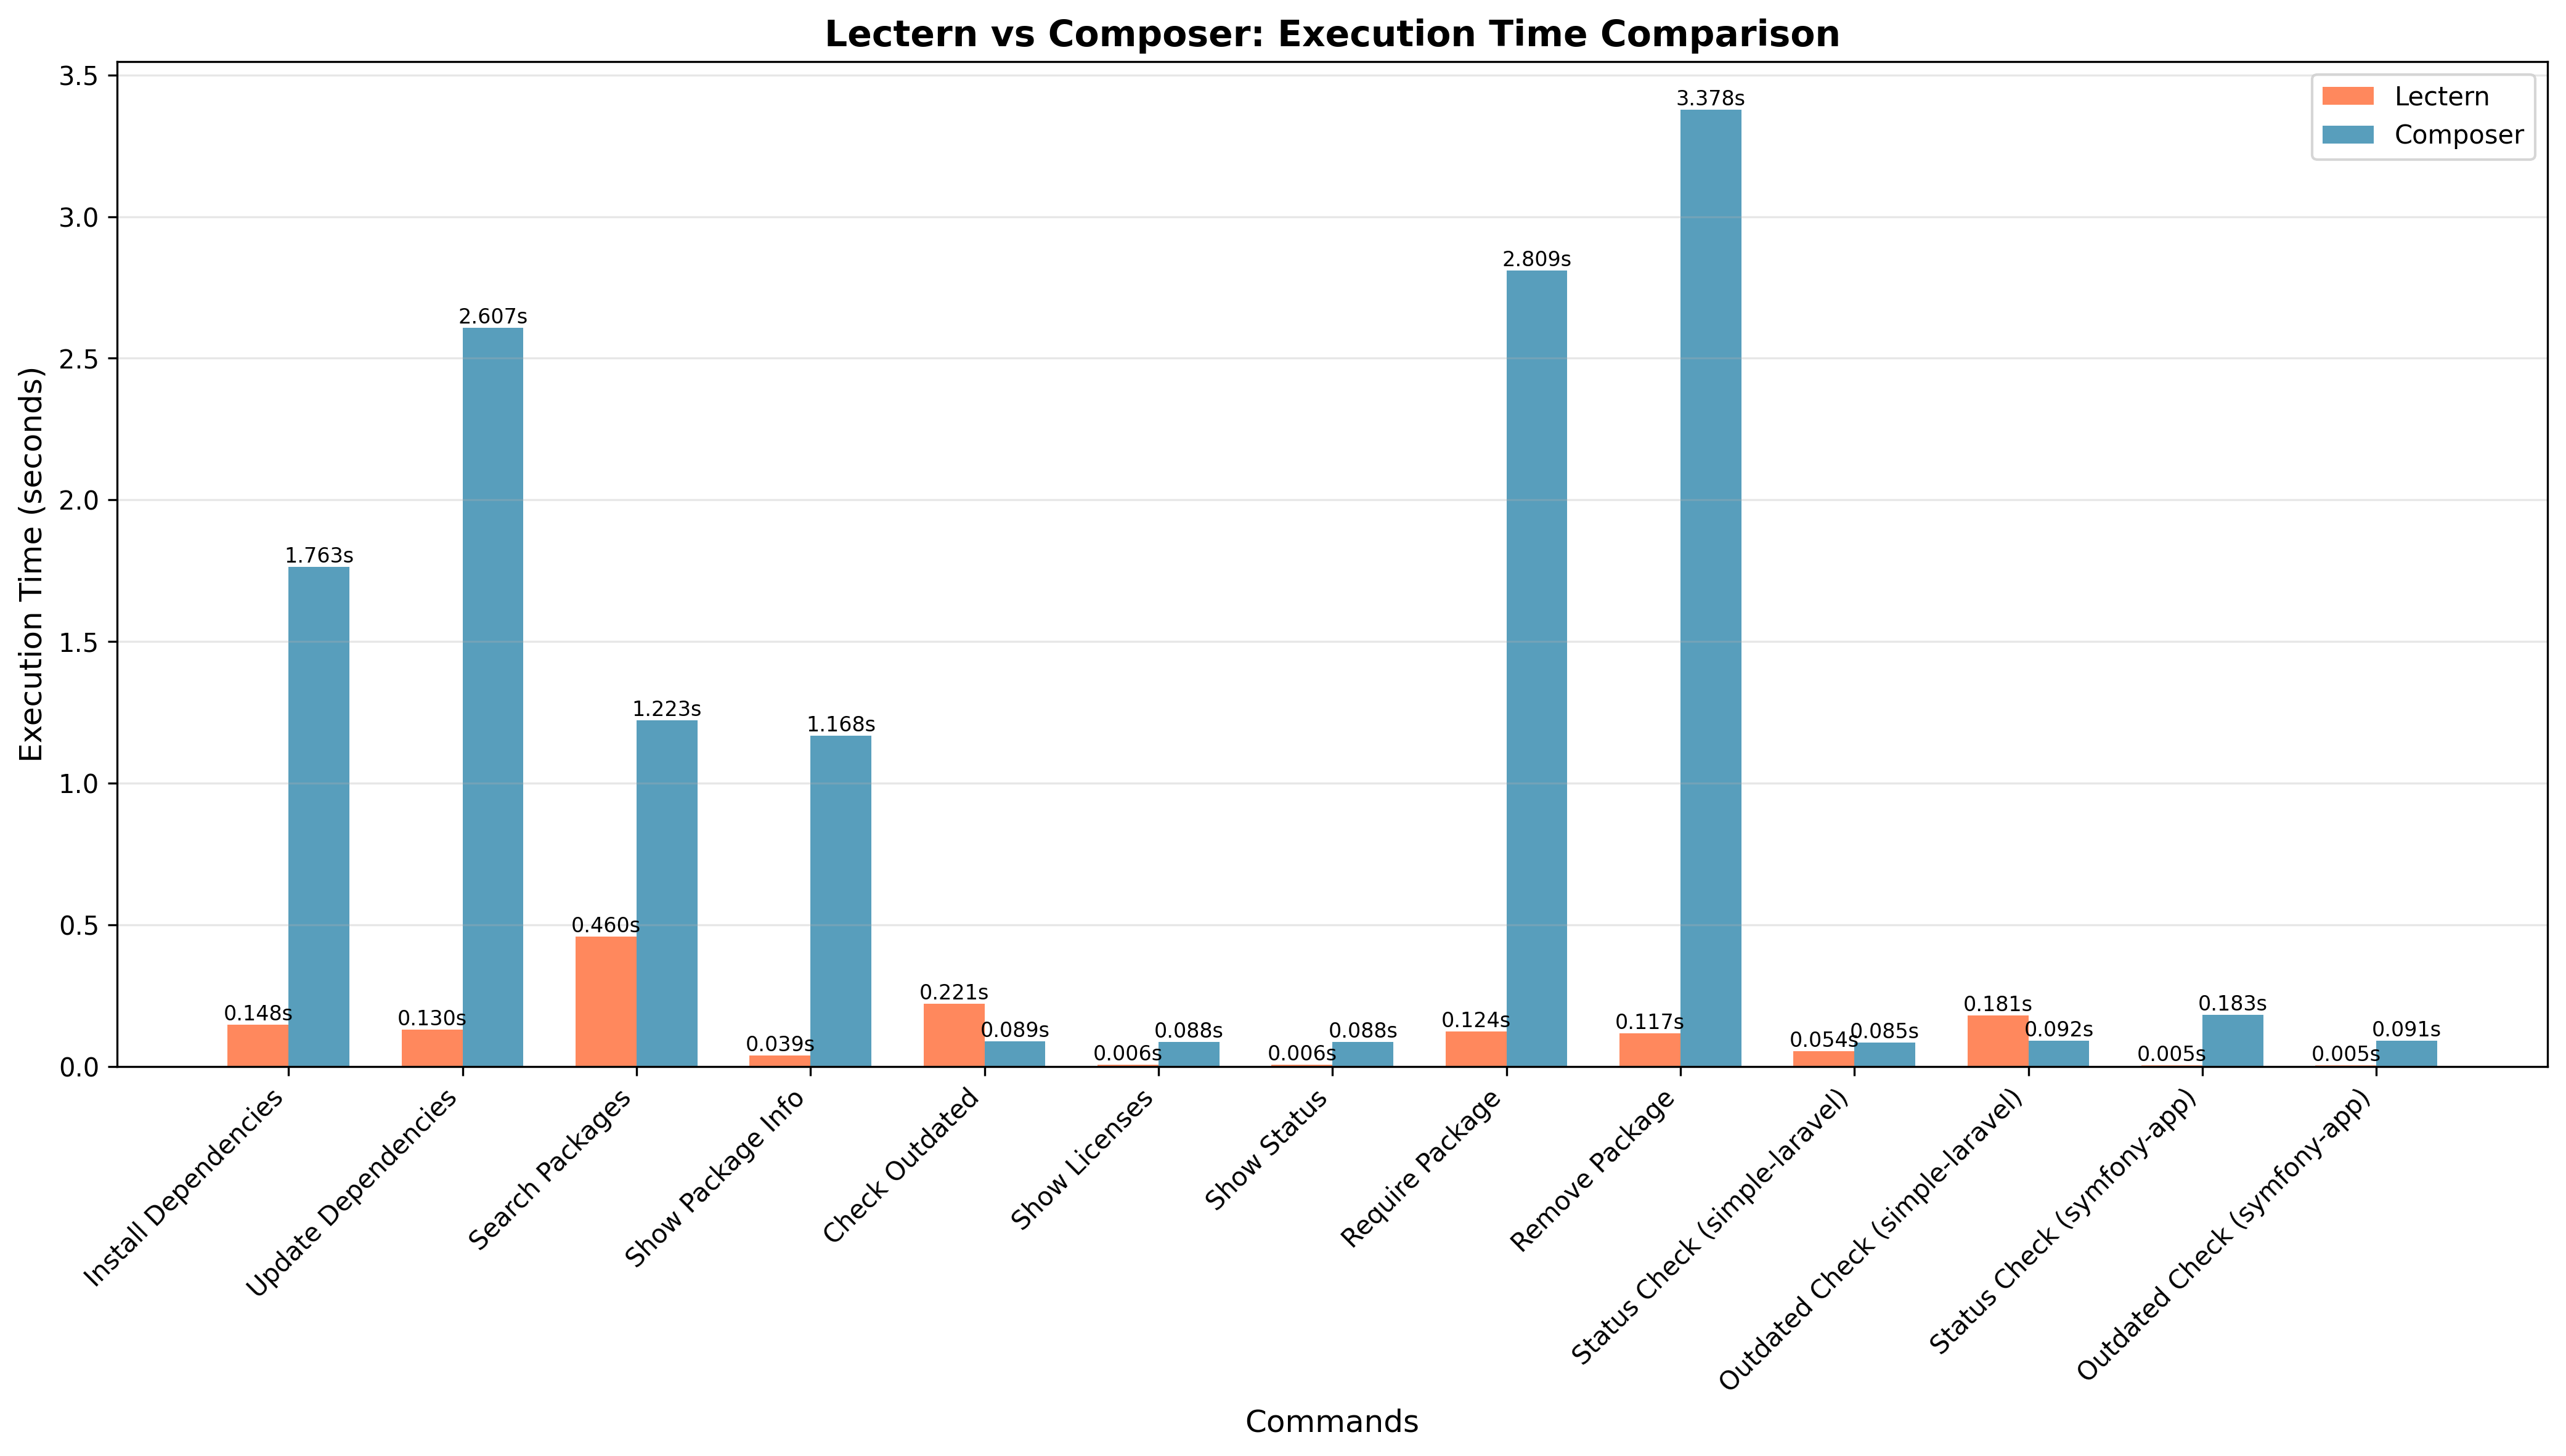 Lectern vs Composer: Execution Time Comparison
Lectern
Composer
Execution Time (seconds)
3.5
3.0
2.5
2.0
1.5
1.0
0.5
0.0
0.148s
1.763s
0.130s
2.607s
0.460s
1.223s
0.039s
1.168s
0.221s
0.089s
0.006s
0.088s
0.006s
0.088s
0.124s
2.809s
0.117s
3.378s
0.054s
0.085s
0.181s
0.092s
0.005s
0.183s
0.005s
0.091s
Install Dependencies
Update Dependencies
Search Packages
Show Package Info
Check Outdated
Show Licenses
Show Status
Require Package
Remove Package
Status Check (simple-laravel)
Outdated Check (simple-laravel)
Status Check (symfony-app)
Outdated Check (symfony-app)
Commands